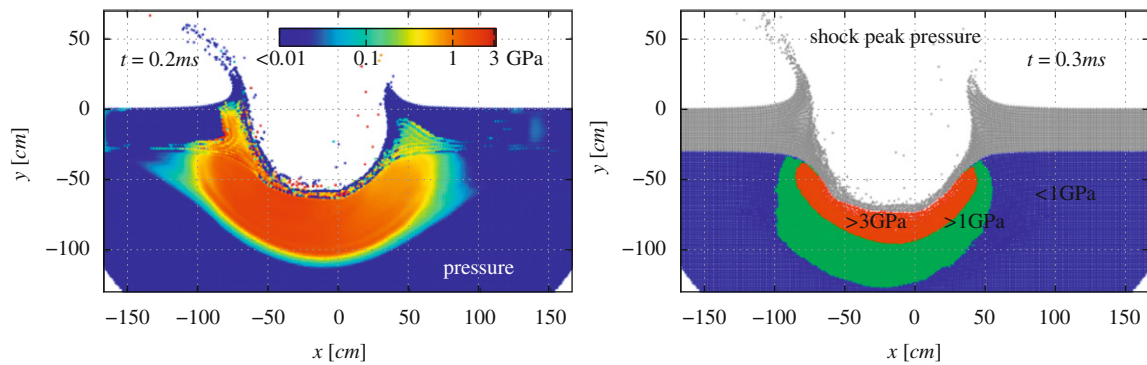 50
0
−50
−100
y [cm]
t = 0.2ms
<0.01 0.1 1 3 GPa
pressure
−150 −100 −50 0 50 100 150
x [cm]
50
0
−50
−100
y [cm]
shock peak pressure
t = 0.3ms
<1GPa
>3GPa >1GPa
−150 −100 −50 0 50 100 150
x [cm]